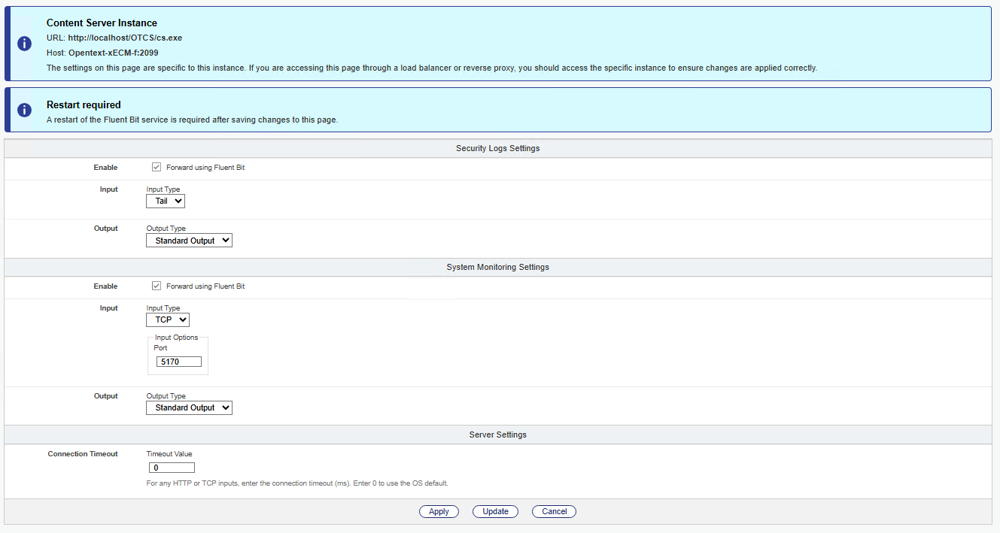 Content Server Instance
URL: http://localhost/OTCS/cs.exe
Host: Opentext-xECM-f:2099
The settings on this page are specific to this instance. If you are accessing this page through a load balancer or reverse proxy, you should access the specific instance to ensure changes are applied correctly.
Restart required
A restart of the Fluent Bit service is required after saving changes to this page.
Security Logs Settings
Enable Forward using Fluent Bit
Input Input Type
Tail
Output Output Type
Standard Output
System Monitoring Settings
Enable Forward using Fluent Bit
Input Input Type
TCP
Input Options
Port
5170
Output Output Type
Standard Output
Server Settings
Connection Timeout Timeout Value
0
For any HTTP or TCP inputs, enter the connection timeout (ms). Enter 0 to use the OS default.
Apply Update Cancel